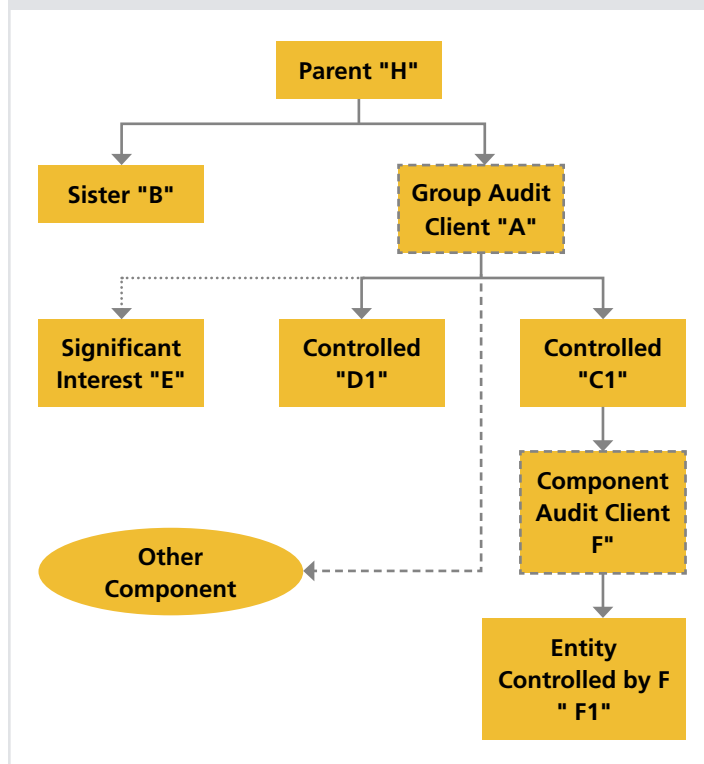 Parent "H"
Sister "B"
Group Audit
Client "A"
Significant
Interest "E"
Controlled
"D1"
Controlled
"C1"
Component
Audit Client
F"
Other
Component
Entity
Controlled by F
" F1"